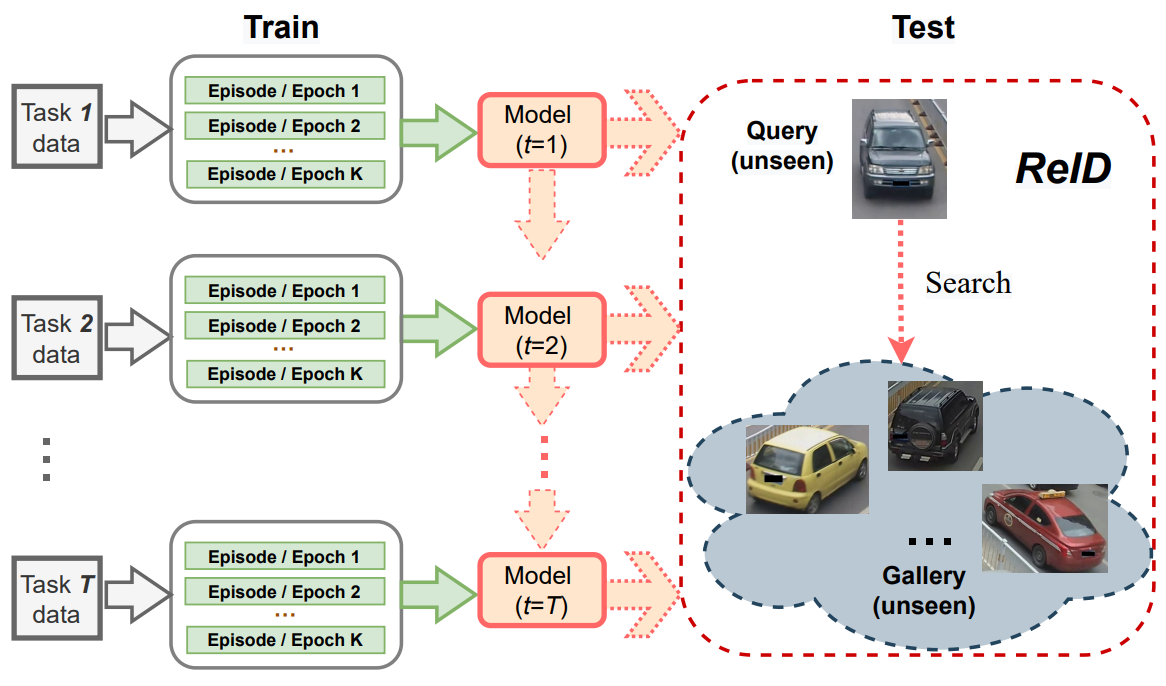 Train
Test
Task 1
data
Episode / Epoch 1
Episode / Epoch 2
...
Episode / Epoch K
Model
(t=1)
Query
(unseen)
ReID
Search
Task 2
data
Episode / Epoch 1
Episode / Epoch 2
...
Episode / Epoch K
Model
(t=2)
Task T
data
Episode / Epoch 1
Episode / Epoch 2
...
Episode / Epoch K
Model
(t=T)
...
Gallery
(unseen)